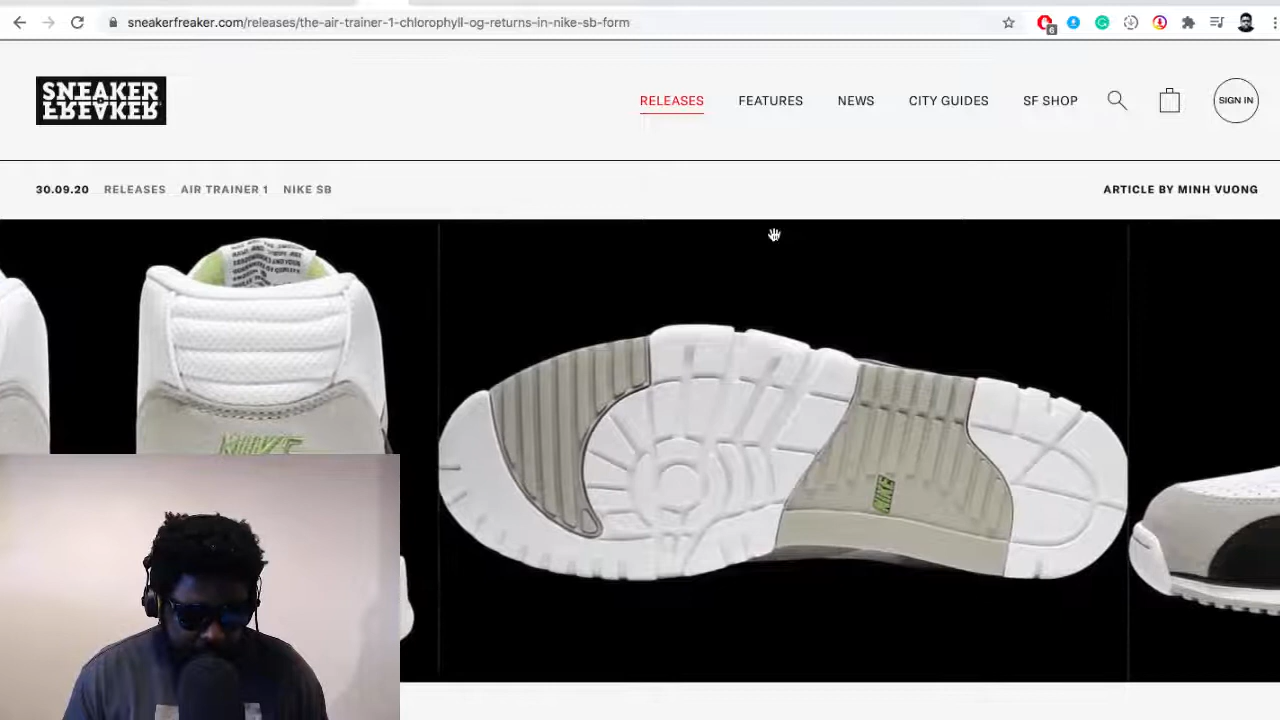 sneakerfreaker.com/releases/the-air-trainer-1-chlorophyll-og-returns-in-nike-sb-form
6
SNEAKER
FREAKER
RELEASES
FEATURES
NEWS
CITY GUIDES
SF SHOP
SIGN IN
30.09.20
RELEASES
AIR TRAINER 1
NIKE SB
ARTICLE BY MINH VUONG
NIKE
NIKE